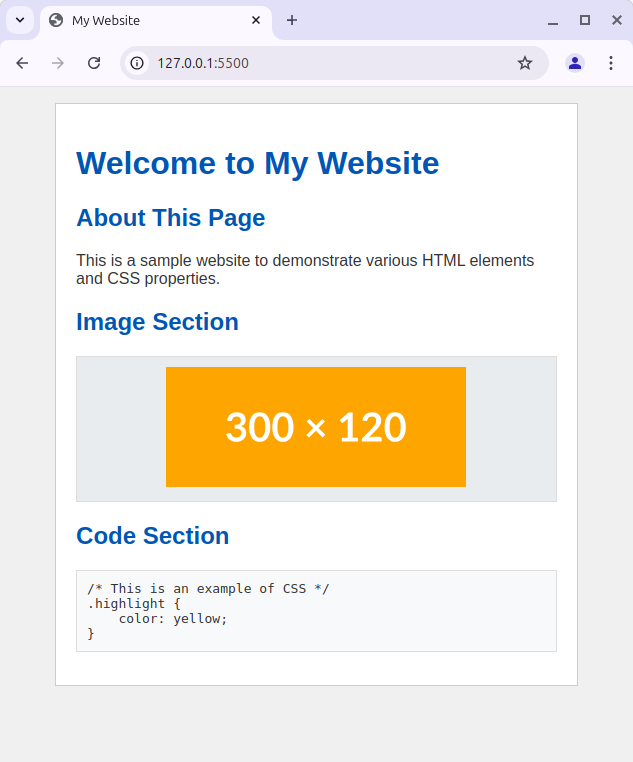 My Website
127.0.0.1:5500
Welcome to My Website
About This Page
This is a sample website to demonstrate various HTML elements
and CSS properties.
Image Section
300 × 120
Code Section
/* This is an example of CSS */
.highlight {
    color: yellow;
}